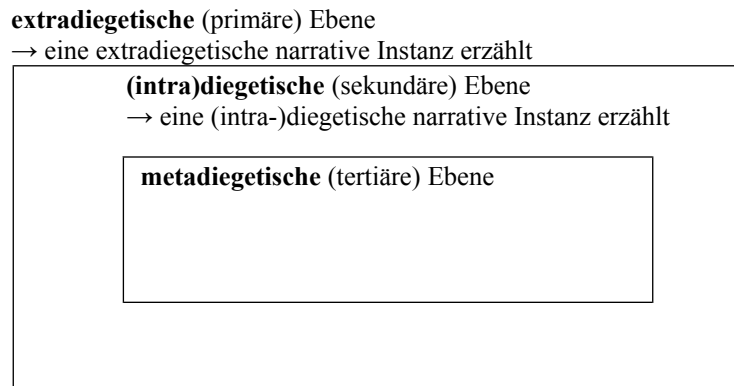 extradiegetische (primäre) Ebene
→ eine extradiegetische narrative Instanz erzählt
(intra)diegetische (sekundäre) Ebene
→ eine (intra-)diegetische narrative Instanz erzählt
metadiegetische (tertiäre) Ebene